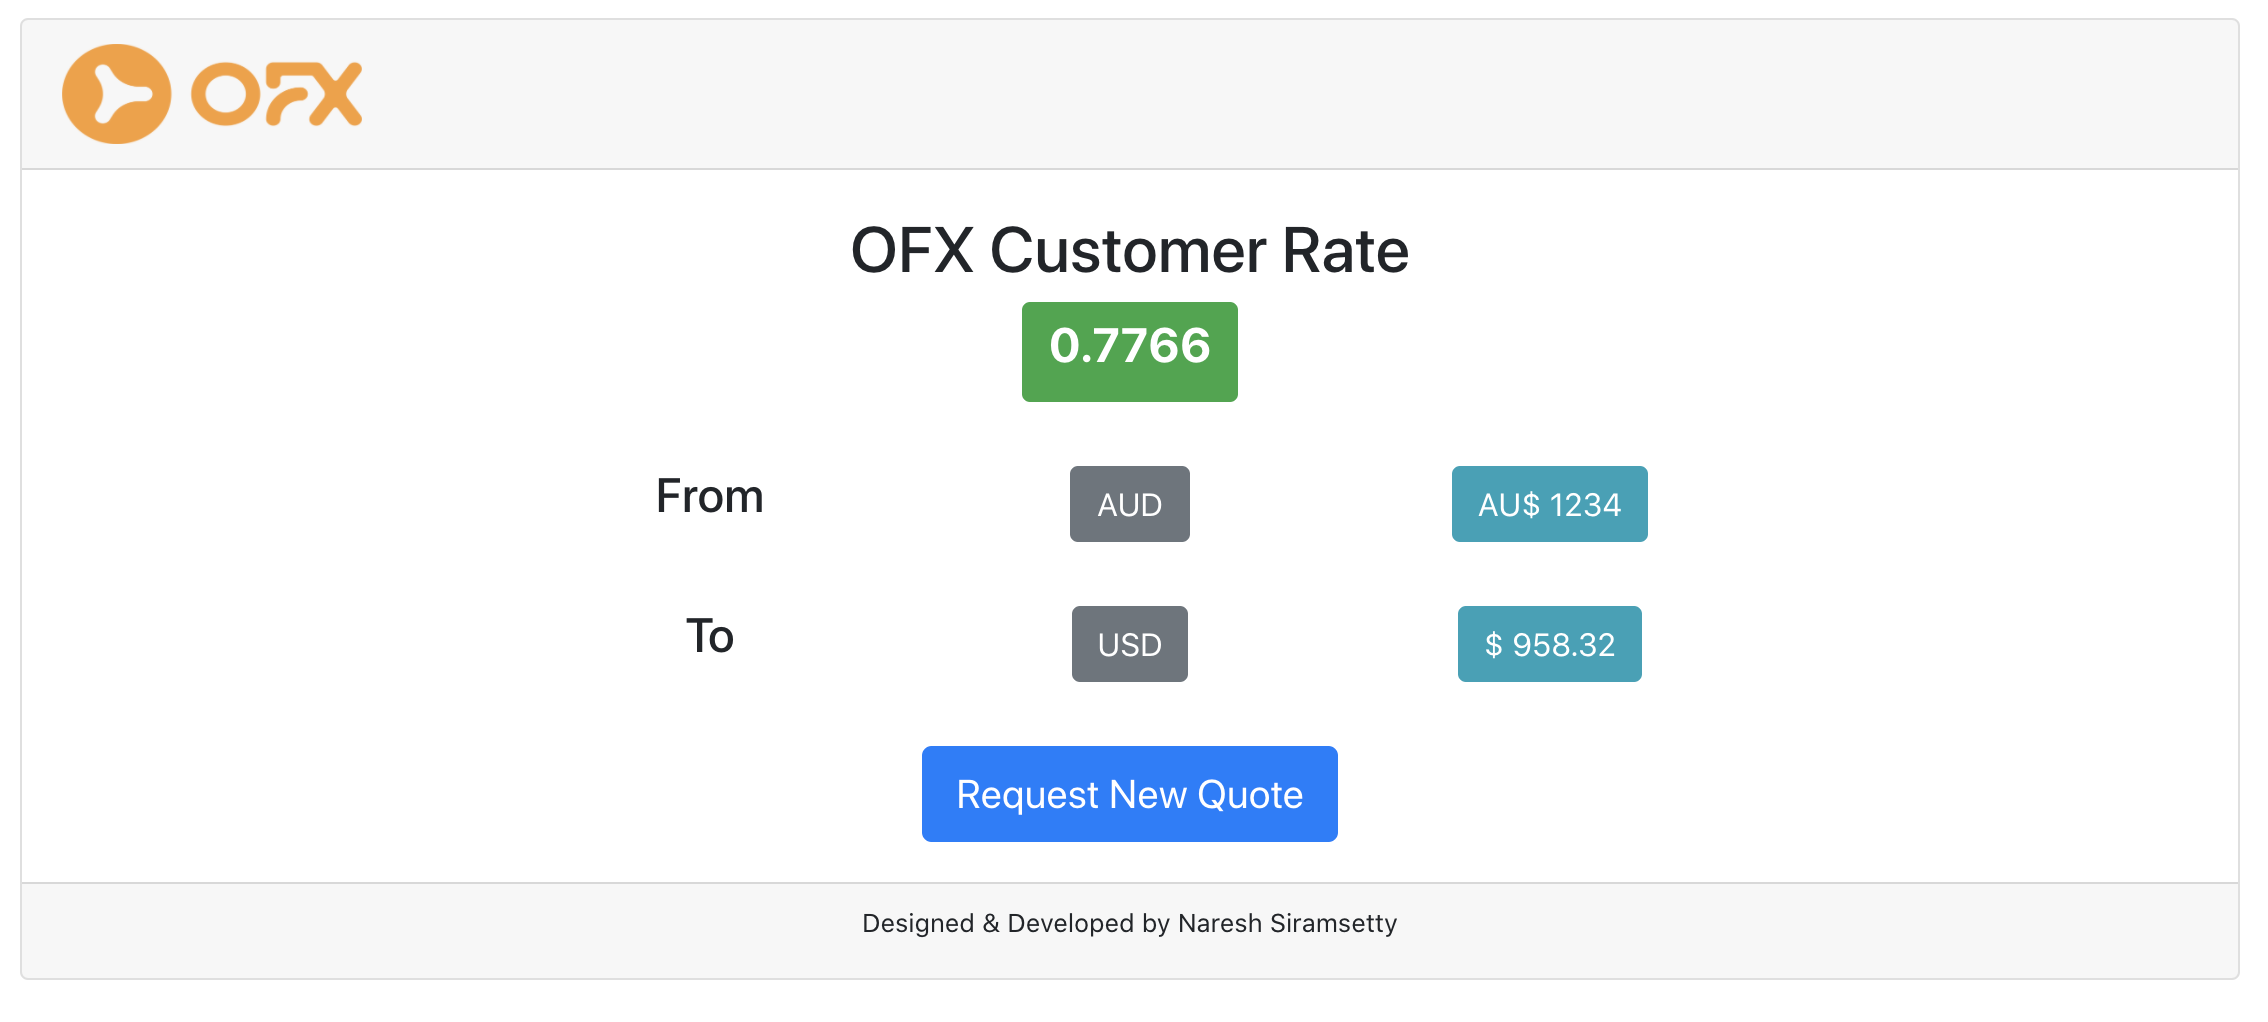 OFX
OFX Customer Rate
0.7766
From AUD AU$ 1234
To USD $ 958.32
Request New Quote
Designed & Developed by Naresh Siramsetty